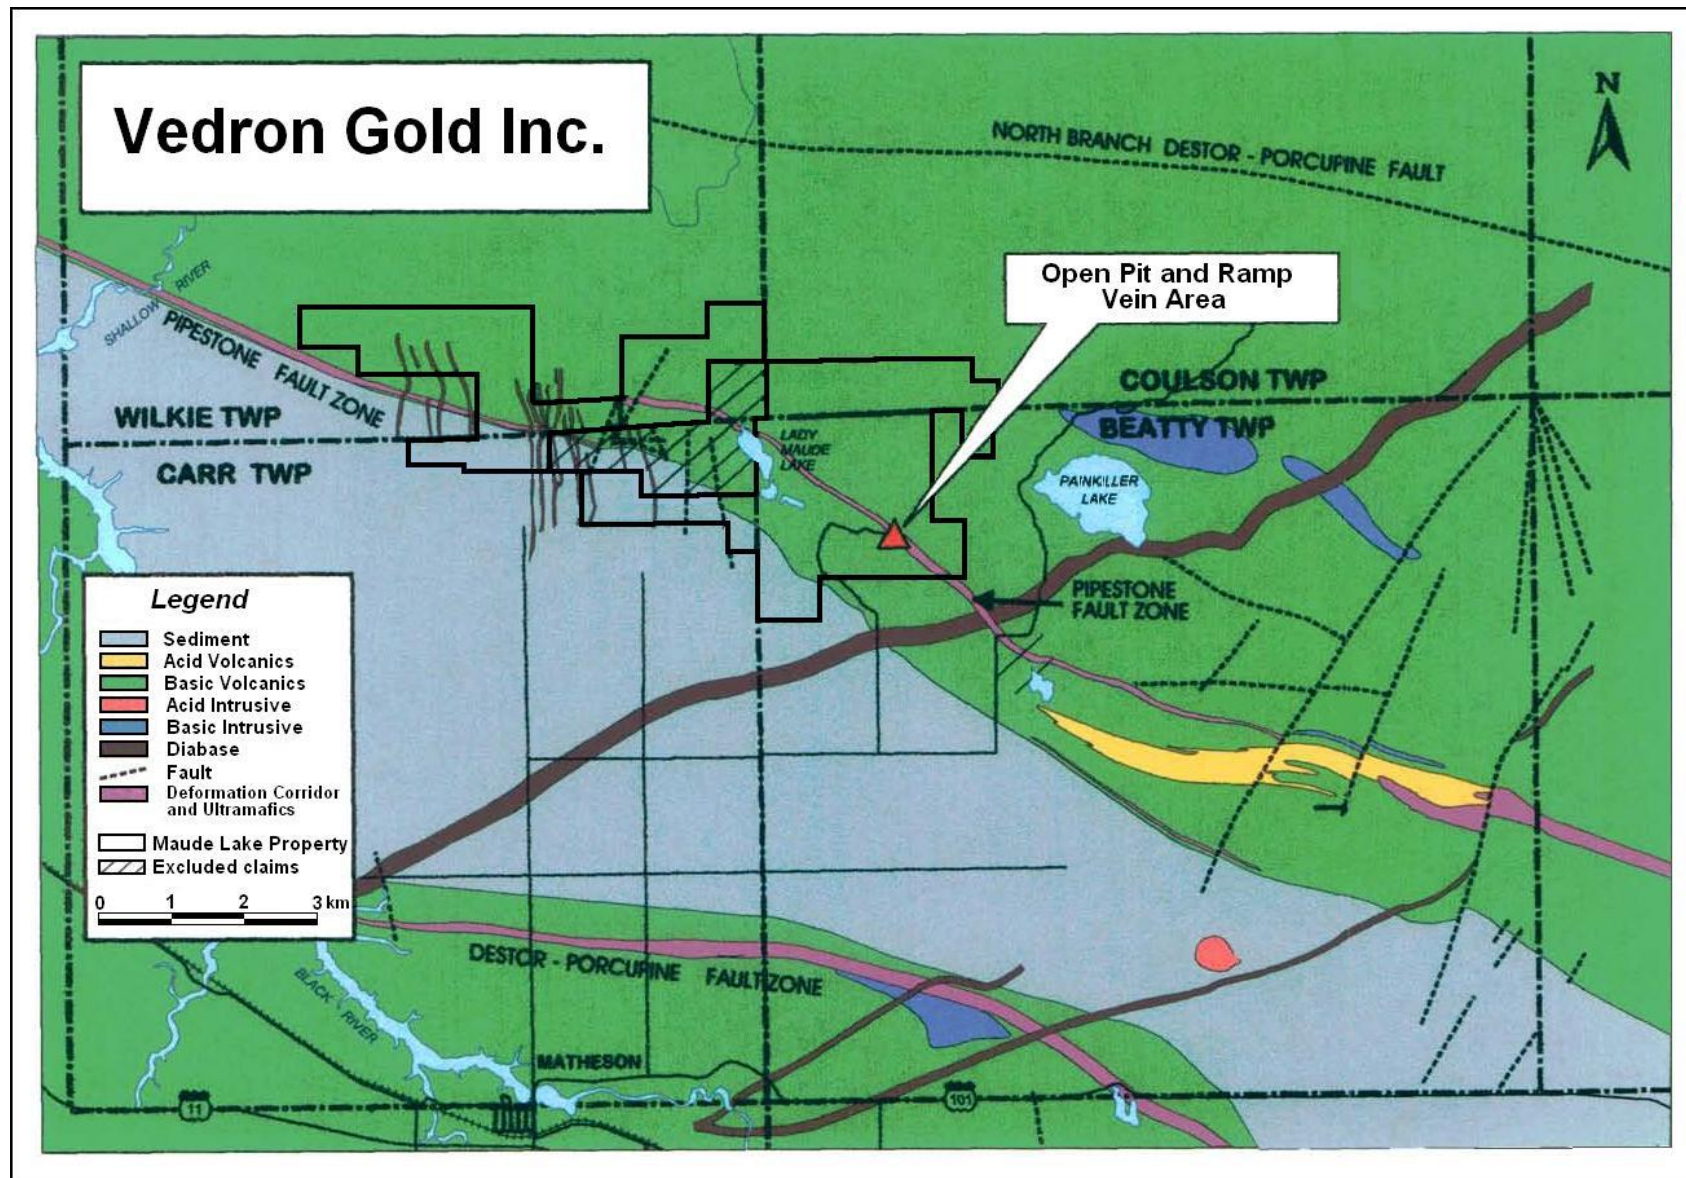 Vedron Gold Inc.
N
NORTH BRANCH DESTOR - PORCUPINE FAULT
Open Pit and Ramp
Vein Area
SHALLOW RIVER
PIPESTONE FAULT ZONE
WILKIE TWP
CARR TWP
COULSON TWP
BEATTY TWP
LADY
MAUDE
LAKE
PAINKILLER
LAKE
PIPESTONE
FAULT ZONE
Legend
Sediment
Acid Volcanics
Basic Volcanics
Acid Intrusive
Basic Intrusive
Diabase
Fault
Deformation Corridor
and Ultramafics
Maude Lake Property
Excluded claims
0 1 2 3 km
DESTOR - PORCUPINE FAULT ZONE
BLACK RIVER
MATHESON
11
101